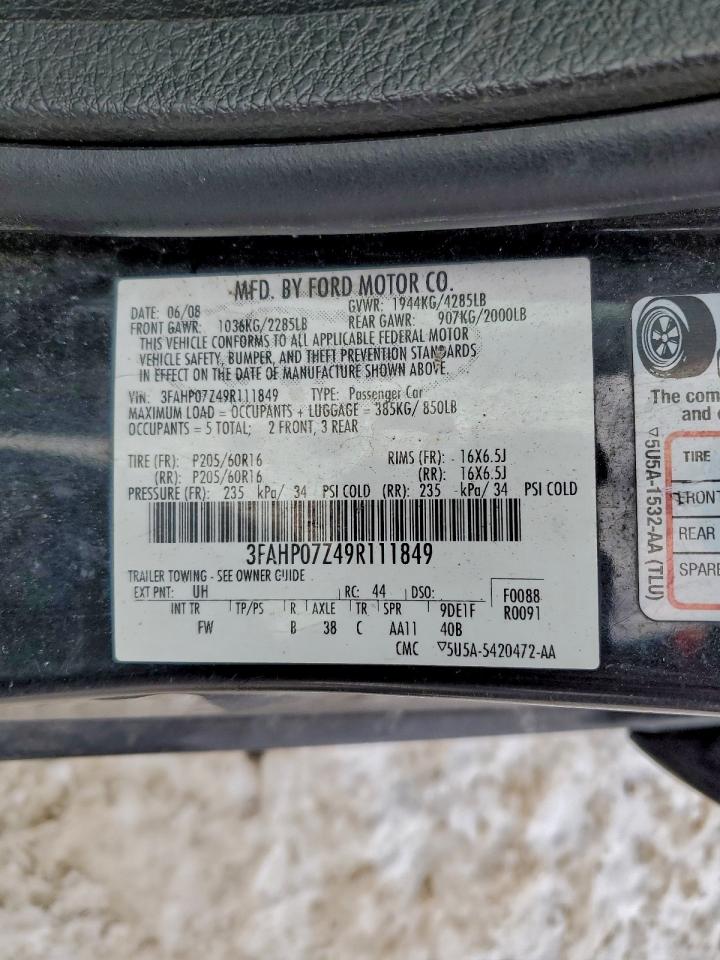 MFD. BY FORD MOTOR CO.
DATE: 06/08 GVWR: 1944KG/4285LB
FRONT GAWR: 1036KG/2285LB REAR GAWR: 907KG/2000LB
THIS VEHICLE CONFORMS TO ALL APPLICABLE FEDERAL MOTOR
VEHICLE SAFETY, BUMPER, AND THEFT PREVENTION STANDARDS
IN EFFECT ON THE DATE OF MANUFACTURE SHOWN ABOVE.
VIN: 3FAHP07Z49R111849 TYPE: Passenger Car
MAXIMUM LOAD = OCCUPANTS + LUGGAGE = 385KG/ 850LB
OCCUPANTS = 5 TOTAL; 2 FRONT, 3 REAR
TIRE (FR): P205/60R16 RIMS (FR): 16X6.5J
(RR): P205/60R16 (RR): 16X6.5J
PRESSURE (FR): 235 kPa/ 34 PSI COLD (RR): 235 kPa/ 34 PSI COLD
3FAHP07Z49R111849
TRAILER TOWING - SEE OWNER GUIDE
EXT PNT: UH RC: 44 DSO: F0088
INT TR TP/PS R AXLE TR SPR 9DE1F R0091
FW B 38 C AA11 40B
CMC ▽5U5A-5420472-AA
The com
and
▽5U5A-1532-AA (TLU)
TIRE
FRONT
REAR
SPARE